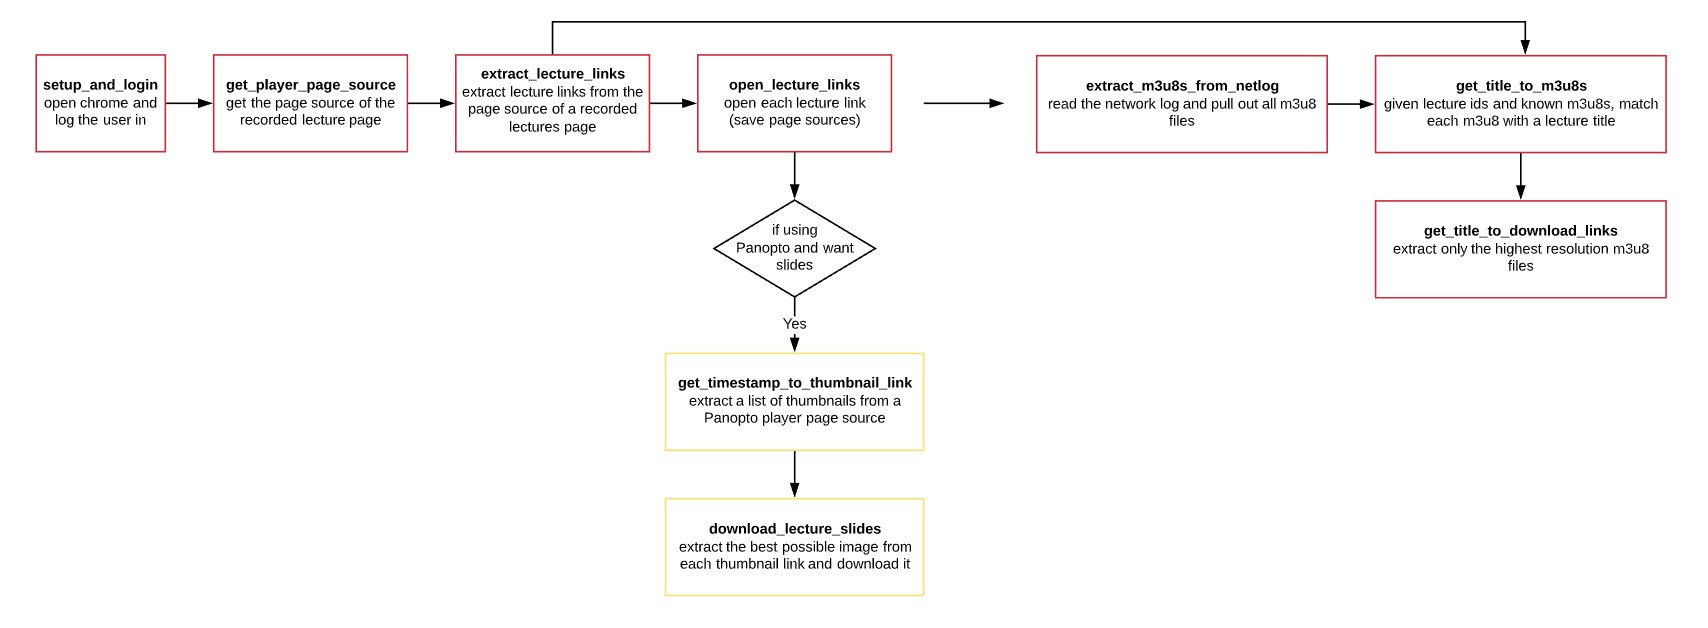 setup_and_login
open chrome and
log the user in
get_player_page_source
get the page source of the
recorded lecture page
extract_lecture_links
extract lecture links from the
page source of a recorded
lectures page
open_lecture_links
open each lecture link
(save page sources)
extract_m3u8s_from_netlog
read the network log and pull out all m3u8
files
get_title_to_m3u8s
given lecture ids and known m3u8s, match
each m3u8 with a lecture title
get_title_to_download_links
extract only the highest resolution m3u8
files
if using
Panopto and want
slides
Yes
get_timestamp_to_thumbnail_link
extract a list of thumbnails from a
Panopto player page source
download_lecture_slides
extract the best possible image from
each thumbnail link and download it